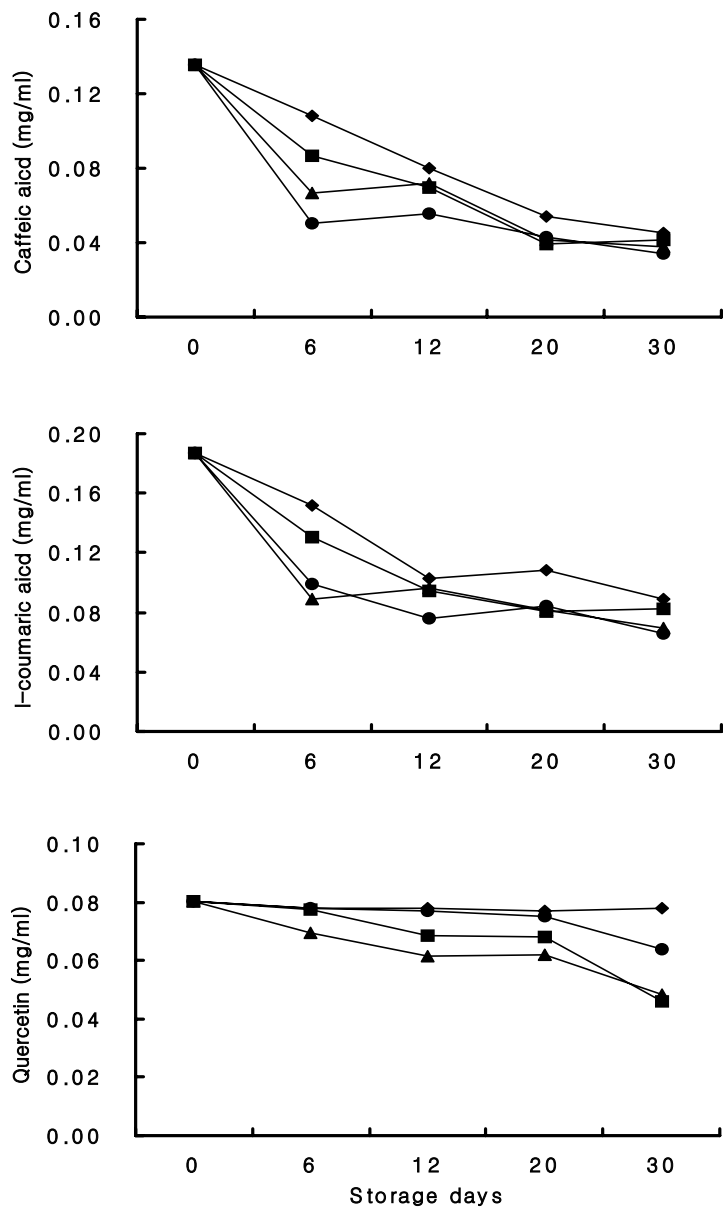 Caffeic aicd (mg/ml)
0.16
0.12
0.08
0.04
0.00
0 6 12 20 30
l-coumaric aicd (mg/ml)
0.20
0.16
0.12
0.08
0.04
0.00
0 6 12 20 30
Quercetin (mg/ml)
0.10
0.08
0.06
0.04
0.02
0.00
0 6 12 20 30
Storage days